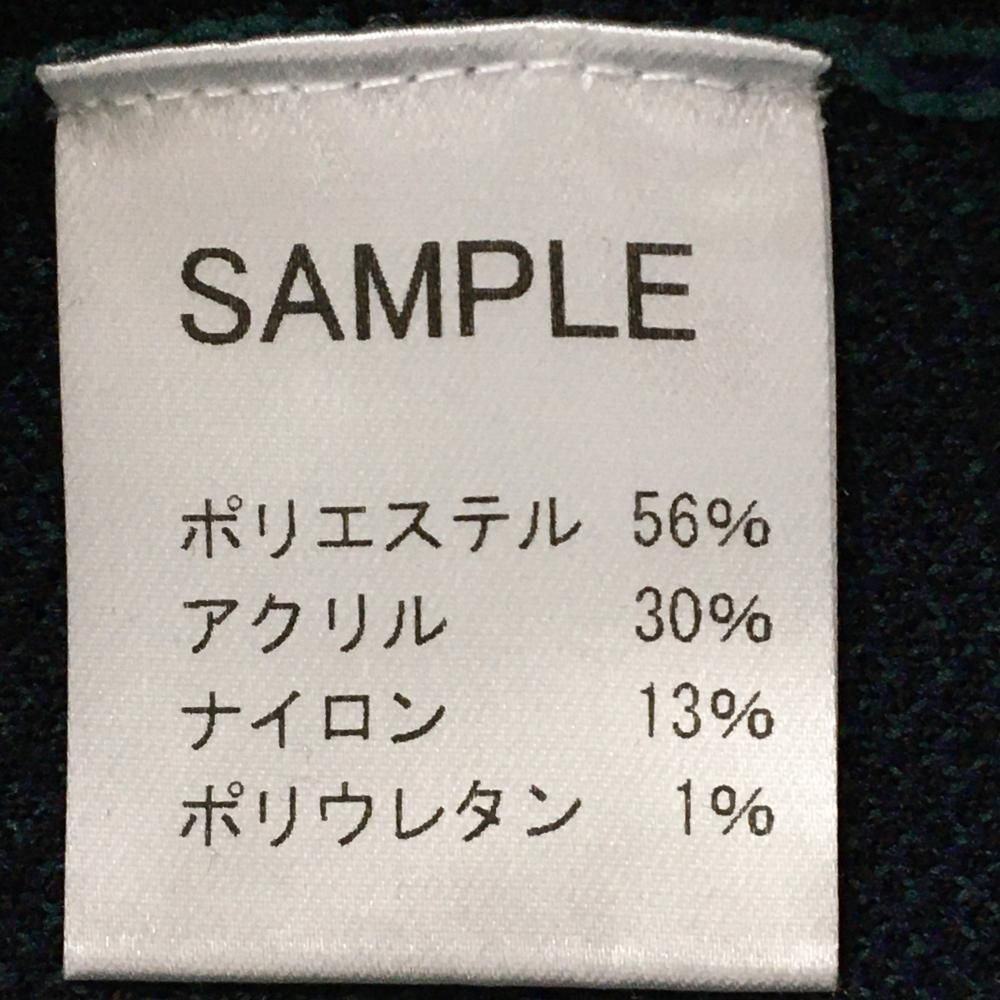 SAMPLE
ポリエステル 56%
アクリル 30%
ナイロン 13%
ポリウレタン 1%